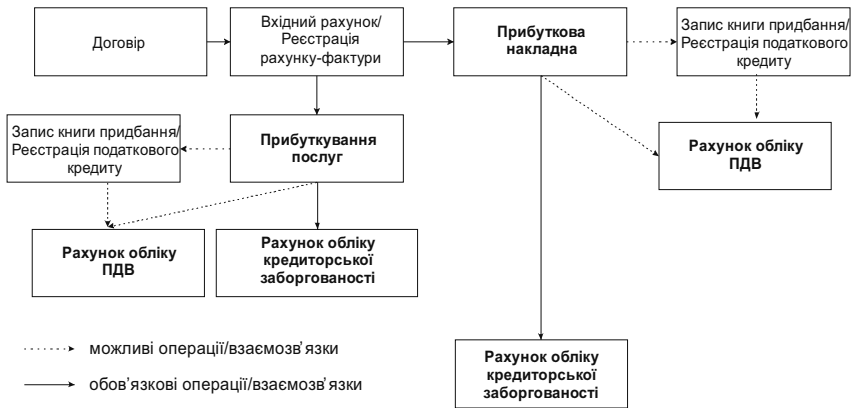 Договір
Вхідний рахунок/
Реєстрація
рахунку-фактури
Прибуткова
накладна
Запис книги придбання/
Реєстрація податкового
кредиту
Запис книги придбання/
Реєстрація податкового
кредиту
Прибуткування
послуг
Рахунок обліку
ПДВ
Рахунок обліку
ПДВ
Рахунок обліку
кредиторської
заборгованості
можливі операції/взаємозв’язки
обов’язкові операції/взаємозв’язки
Рахунок обліку
кредиторської
заборгованості